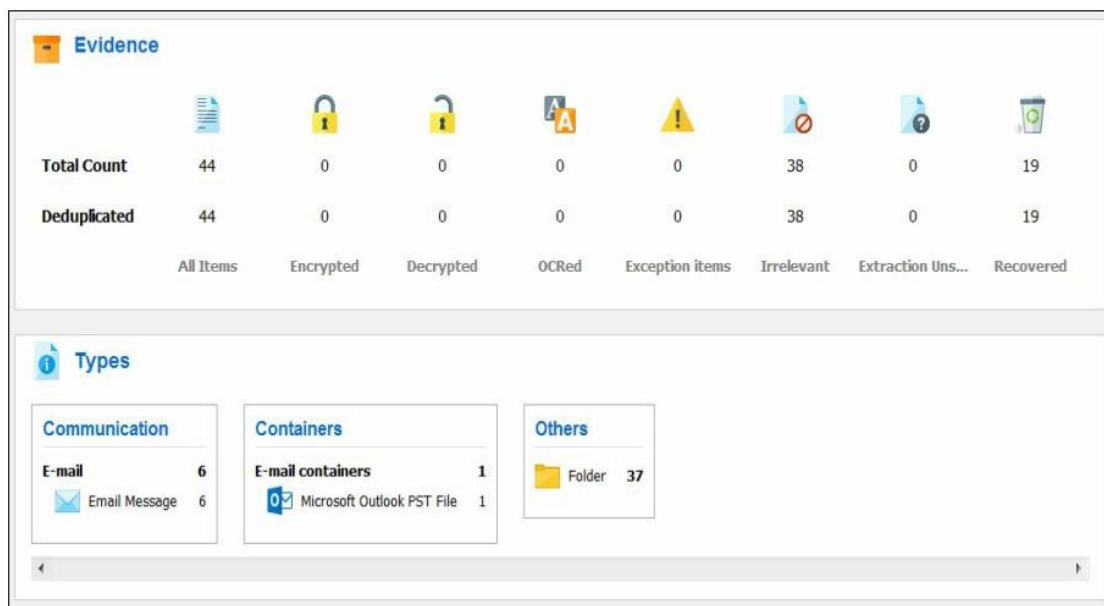 Evidence
Total Count 44 0 0 0 0 38 0 19
Deduplicated 44 0 0 0 0 38 0 19
All Items Encrypted Decrypted OCRed Exception items Irrelevant Extraction Uns... Recovered
Types
Communication
E-mail 6
Email Message 6
Containers
E-mail containers 1
Microsoft Outlook PST File 1
Others
Folder 37